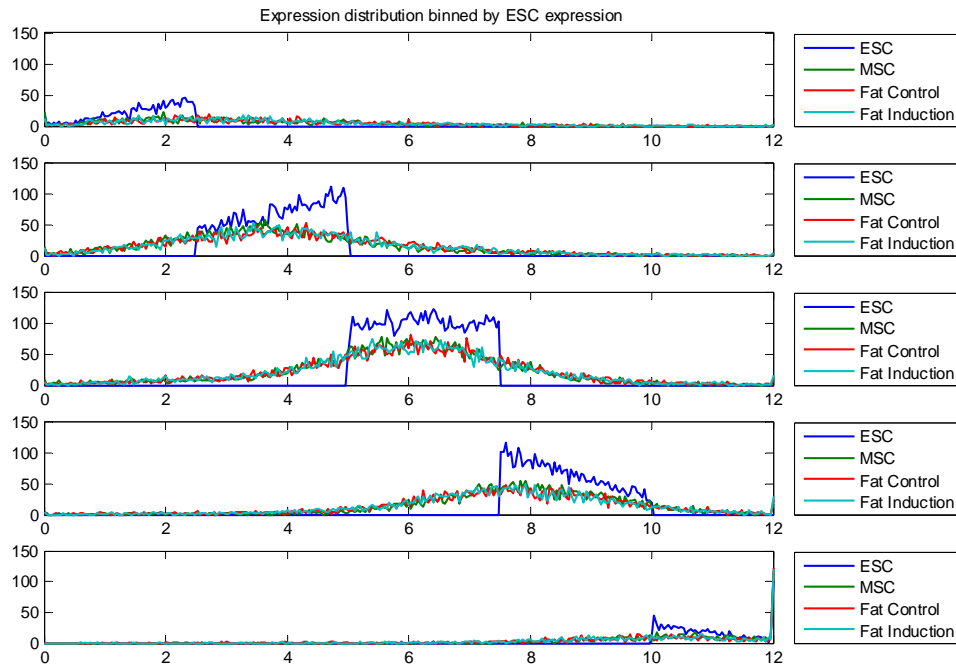 Expression distribution binned by ESC expression
150
100
50
0
0 2 4 6 8 10 12
ESC
MSC
Fat Control
Fat Induction
150
100
50
0
0 2 4 6 8 10 12
ESC
MSC
Fat Control
Fat Induction
150
100
50
0
0 2 4 6 8 10 12
ESC
MSC
Fat Control
Fat Induction
150
100
50
0
0 2 4 6 8 10 12
ESC
MSC
Fat Control
Fat Induction
150
100
50
0
0 2 4 6 8 10 12
ESC
MSC
Fat Control
Fat Induction